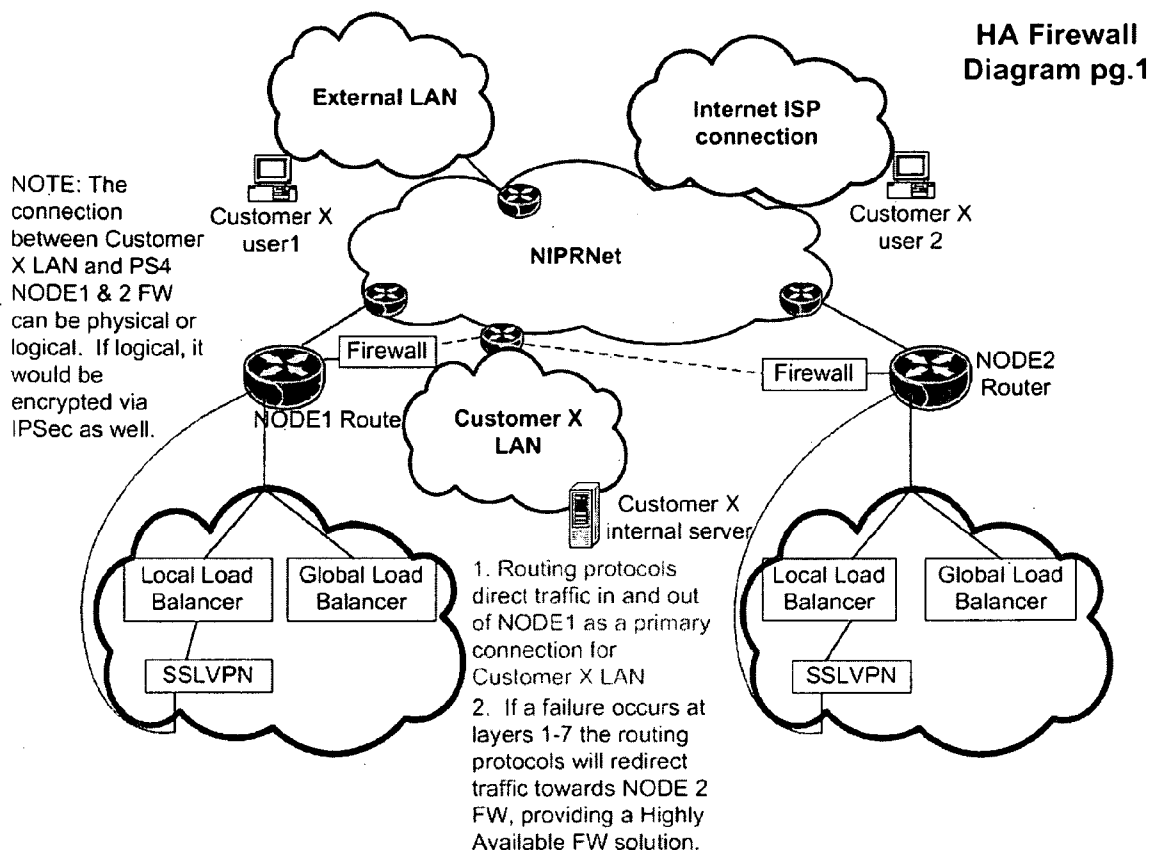 HA Firewall
Diagram pg.1
External LAN
Internet ISP
connection
NOTE: The
connection
between Customer
X LAN and PS4
NODE1 & 2 FW
can be physical or
logical. If logical, it
would be
encrypted via
IPSec as well.
Customer X
user1
Customer X
user 2
NIPRNet
Firewall
Firewall
NODE1 Route
NODE2
Router
Customer X
LAN
Customer X
internal server
Local Load
Balancer
Global Load
Balancer
SSLVPN
1. Routing protocols
direct traffic in and out
of NODE1 as a primary
connection for
Customer X LAN
2. If a failure occurs at
layers 1-7 the routing
protocols will redirect
traffic towards NODE 2
FW, providing a Highly
Available FW solution.
Local Load
Balancer
Global Load
Balancer
SSLVPN